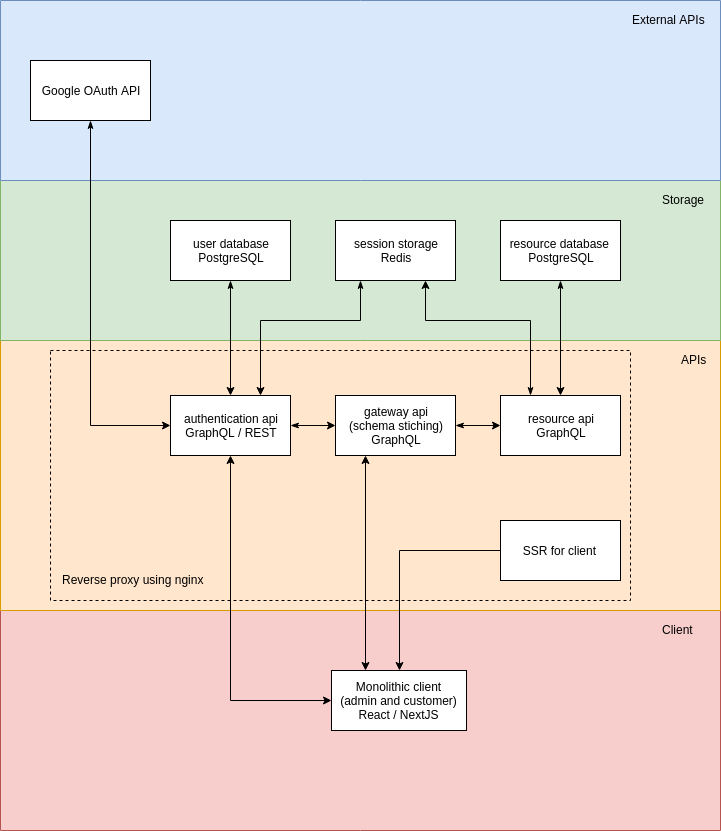 External APIs
Google OAuth API
Storage
user database
PostgreSQL
session storage
Redis
resource database
PostgreSQL
APIs
authentication api
GraphQL / REST
gateway api
(schema stiching)
GraphQL
resource api
GraphQL
SSR for client
Reverse proxy using nginx
Client
Monolithic client
(admin and customer)
React / NextJS